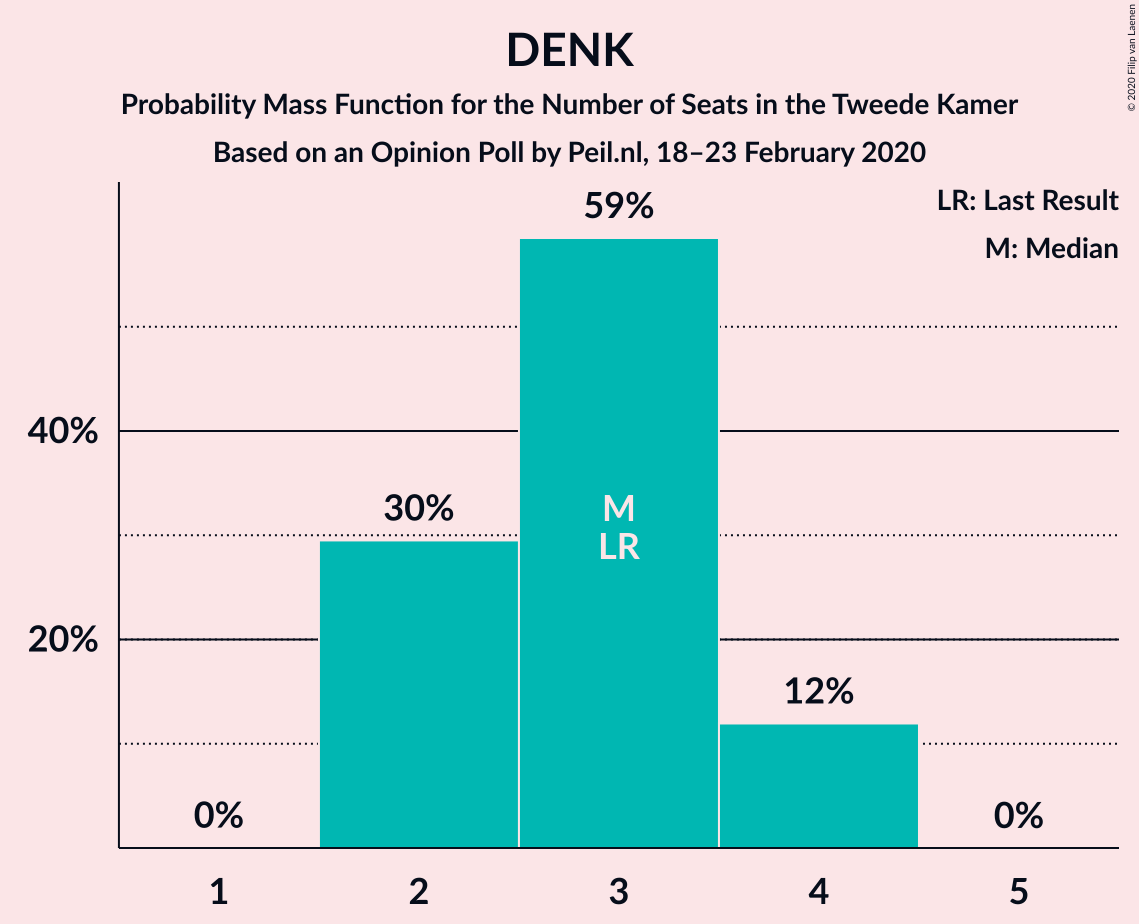 DENK
Probability Mass Function for the Number of Seats in the Tweede Kamer
Based on an Opinion Poll by Peil.nl, 18–23 February 2020
© 2020 Filip van Laenen
LR: Last Result
M: Median
59%
40%
30%
M
LR
20%
12%
0%
0%
1
2
3
4
5